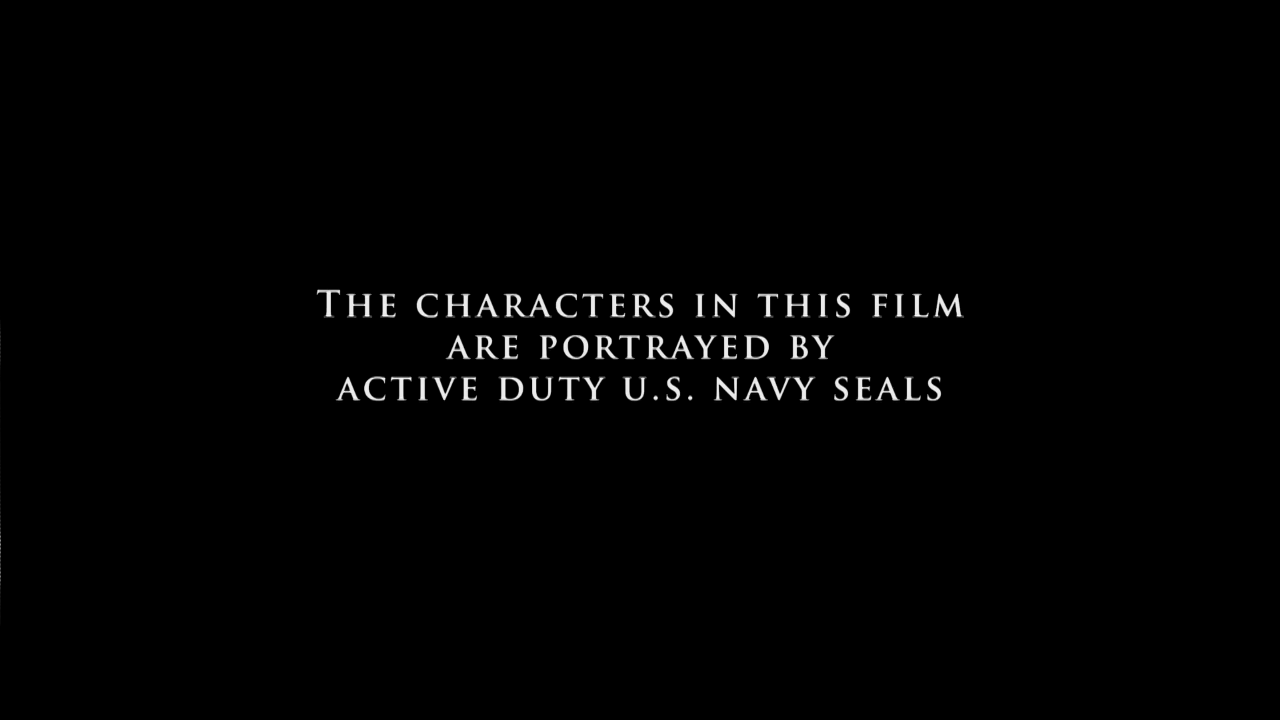 The characters in this film
are portrayed by
active duty U.S. Navy SEALs